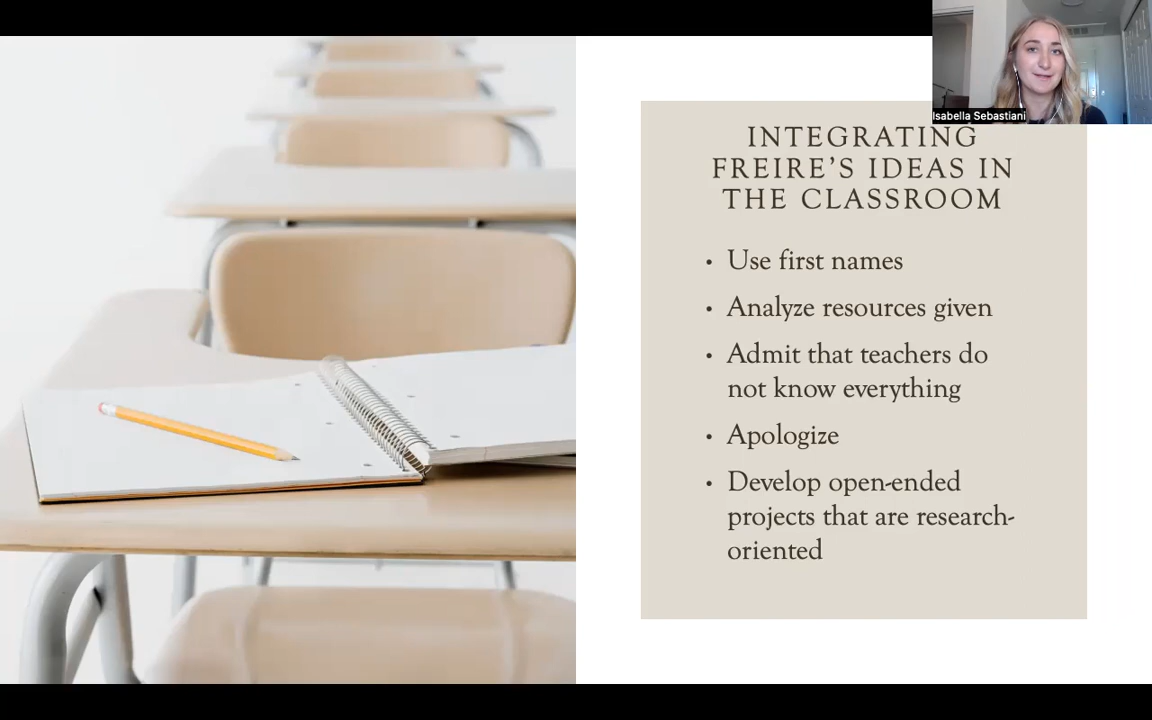 Isabella Sebastiani
INTEGRATING
FREIRE'S IDEAS IN
THE CLASSROOM
• Use first names
• Analyze resources given
• Admit that teachers do
not know everything
• Apologize
• Develop open-ended
projects that are research-
oriented